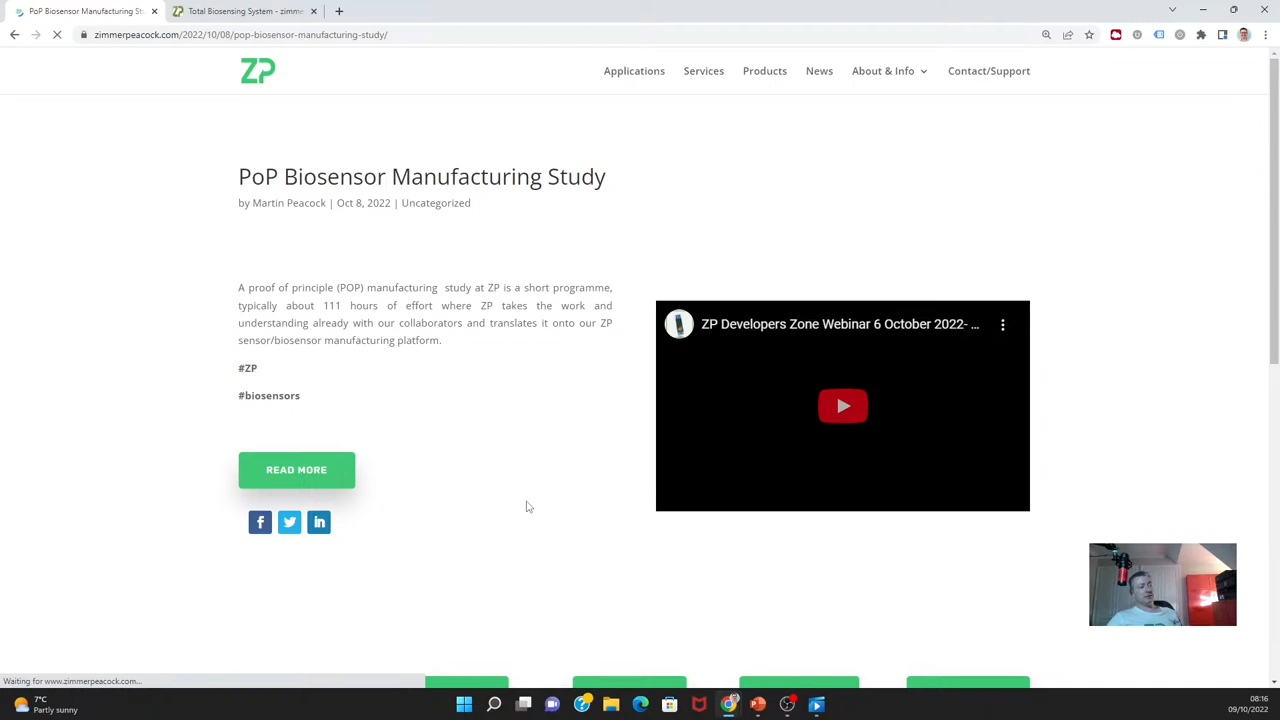 PoP Biosensor Manufacturing St
Total Biosensing System - zimme
zimmerpeacock.com/2022/10/08/pop-biosensor-manufacturing-study/
ZP
Applications
Services
Products
News
About & Info
Contact/Support
PoP Biosensor Manufacturing Study
by Martin Peacock | Oct 8, 2022 | Uncategorized
A proof of principle (POP) manufacturing study at ZP is a short programme,
typically about 111 hours of effort where ZP takes the work and
understanding already with our collaborators and translates it onto our ZP
sensor/biosensor manufacturing platform.
#ZP
#biosensors
READ MORE
ZP Developers Zone Webinar 6 October 2022- ...
ZP
Waiting for www.zimmerpeacock.com...
7°C
Partly sunny
08:16
09/10/2022